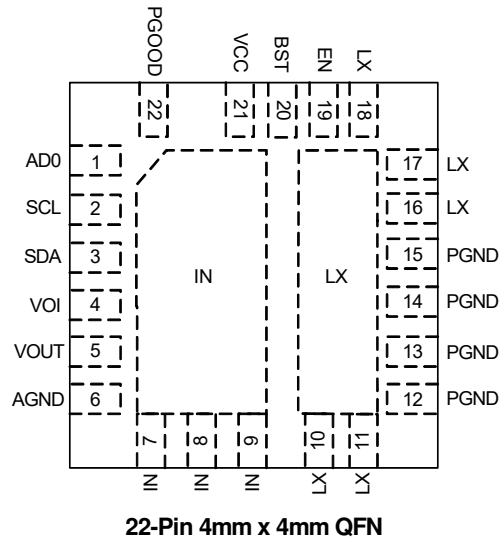 PGOOD VCC BST EN LX
22 21 20 19 18
AD0 1 17 LX
SCL 2 16 LX
SDA 3 15 PGND
IN LX
VOI 4 14 PGND
VOUT 5 13 PGND
AGND 6 12 PGND
7 8 9 10 11
IN IN IN LX LX
22-Pin 4mm x 4mm QFN